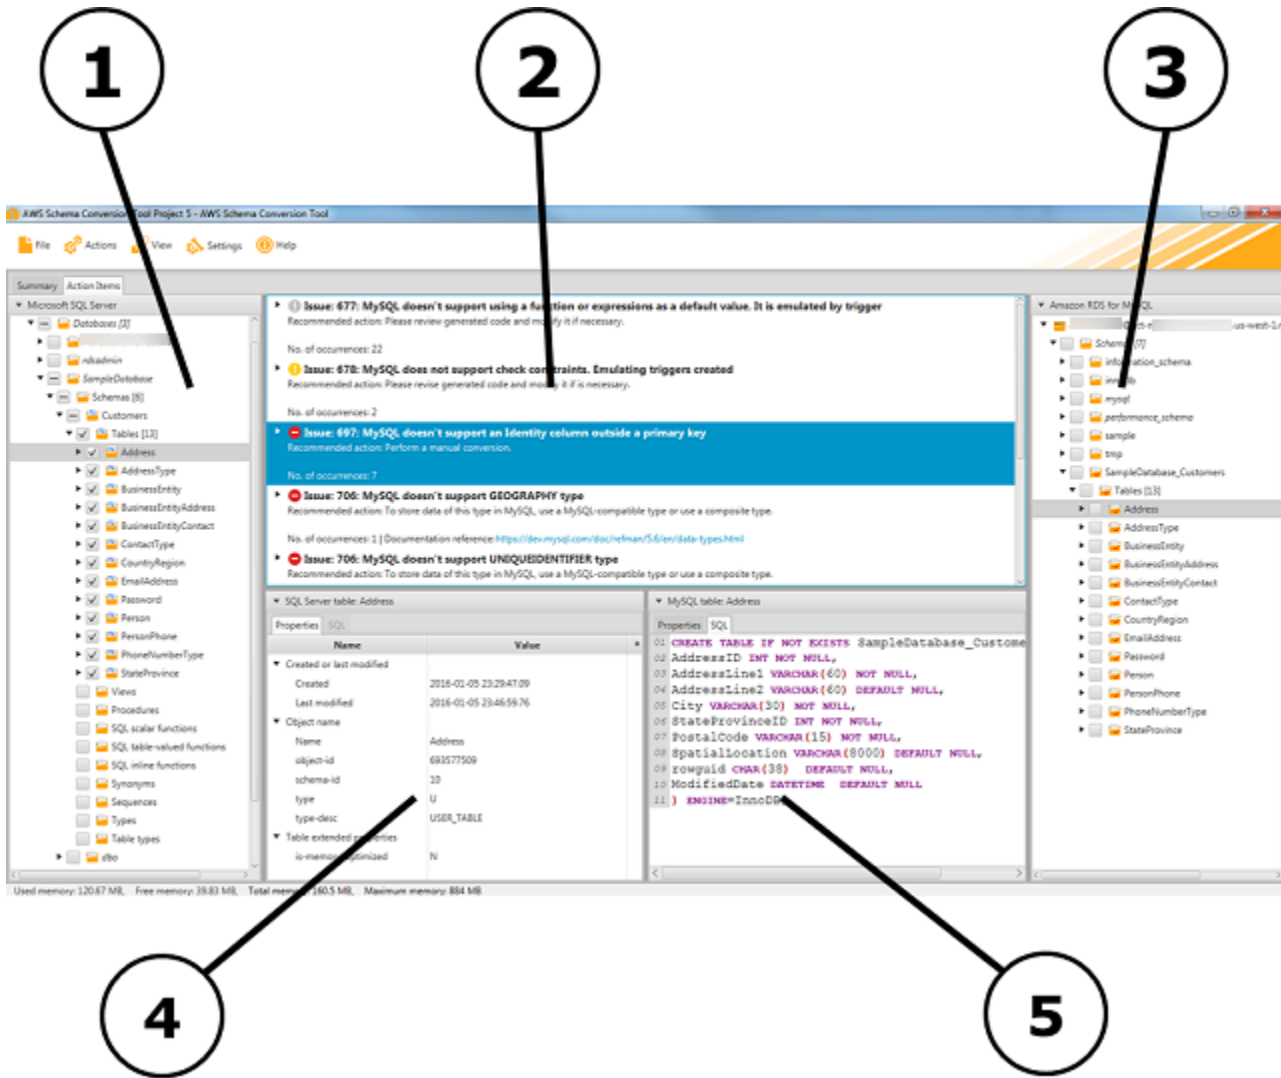 1
2
3
AWS Schema Conversion Tool Project 5 - AWS Schema Conversion Tool
File Actions View Settings Help
Summary Action Items
Microsoft SQL Server
Databases [3]
rdsadmin
SampleDatabase
Schemas [6]
Customers
Tables [13]
Address
AddressType
BusinessEntity
BusinessEntityAddress
BusinessEntityContact
ContactType
CountryRegion
EmailAddress
Password
Person
PersonPhone
PhoneNumberType
StateProvince
Views
Procedures
SQL scalar functions
SQL table-valued functions
SQL inline functions
Synonyms
Sequences
Types
Table types
dbo
Issue: 677: MySQL doesn't support using a function or expressions as a default value. It is emulated by trigger
Recommended action: Please review generated code and modify it if necessary.
No. of occurrences: 22
Issue: 678: MySQL does not support check constraints. Emulating triggers created
Recommended action: Please revise generated code and modify it if is necessary.
No. of occurrences: 2
Issue: 697: MySQL doesn't support an Identity column outside a primary key
Recommended action: Perform a manual conversion.
No. of occurrences: 7
Issue: 706: MySQL doesn't support GEOGRAPHY type
Recommended action: To store data of this type in MySQL, use a MySQL-compatible type or use a composite type.
No. of occurrences: 1 | Documentation reference: https://dev.mysql.com/doc/refman/5.6/en/data-types.html
Issue: 706: MySQL doesn't support UNIQUEIDENTIFIER type
Recommended action: To store data of this type in MySQL, use a MySQL-compatible type or use a composite type.
SQL Server table: Address
Properties SQL
Name Value
Created or last modified
Created 2016-01-05 23:29:47.09
Last modified 2016-01-05 23:46:59.76
Object name
Name Address
object-id 693577509
schema-id 10
type U
type-desc USER_TABLE
Table extended properties
is-memory-optimized N
MySQL table: Address
Properties SQL
01 CREATE TABLE IF NOT EXISTS SampleDatabase_Custome
02 AddressID INT NOT NULL,
03 AddressLine1 VARCHAR(60) NOT NULL,
04 AddressLine2 VARCHAR(60) DEFAULT NULL,
05 City VARCHAR(30) NOT NULL,
06 StateProvinceID INT NOT NULL,
07 PostalCode VARCHAR(15) NOT NULL,
08 SpatialLocation VARCHAR(8000) DEFAULT NULL,
09 rowguid CHAR(38) DEFAULT NULL,
10 ModifiedDate DATETIME DEFAULT NULL
11 ) ENGINE=InnoDB
Amazon RDS for MySQL
us-west-1.r
Schemas [7]
information_schema
innodb
mysql
performance_schema
sample
tmp
SampleDatabase_Customers
Tables [13]
Address
AddressType
BusinessEntity
BusinessEntityAddress
BusinessEntityContact
ContactType
CountryRegion
EmailAddress
Password
Person
PersonPhone
PhoneNumberType
StateProvince
Used memory: 120.67 MB, Free memory: 39.83 MB, Total memory: 160.5 MB, Maximum memory: 884 MB
4
5